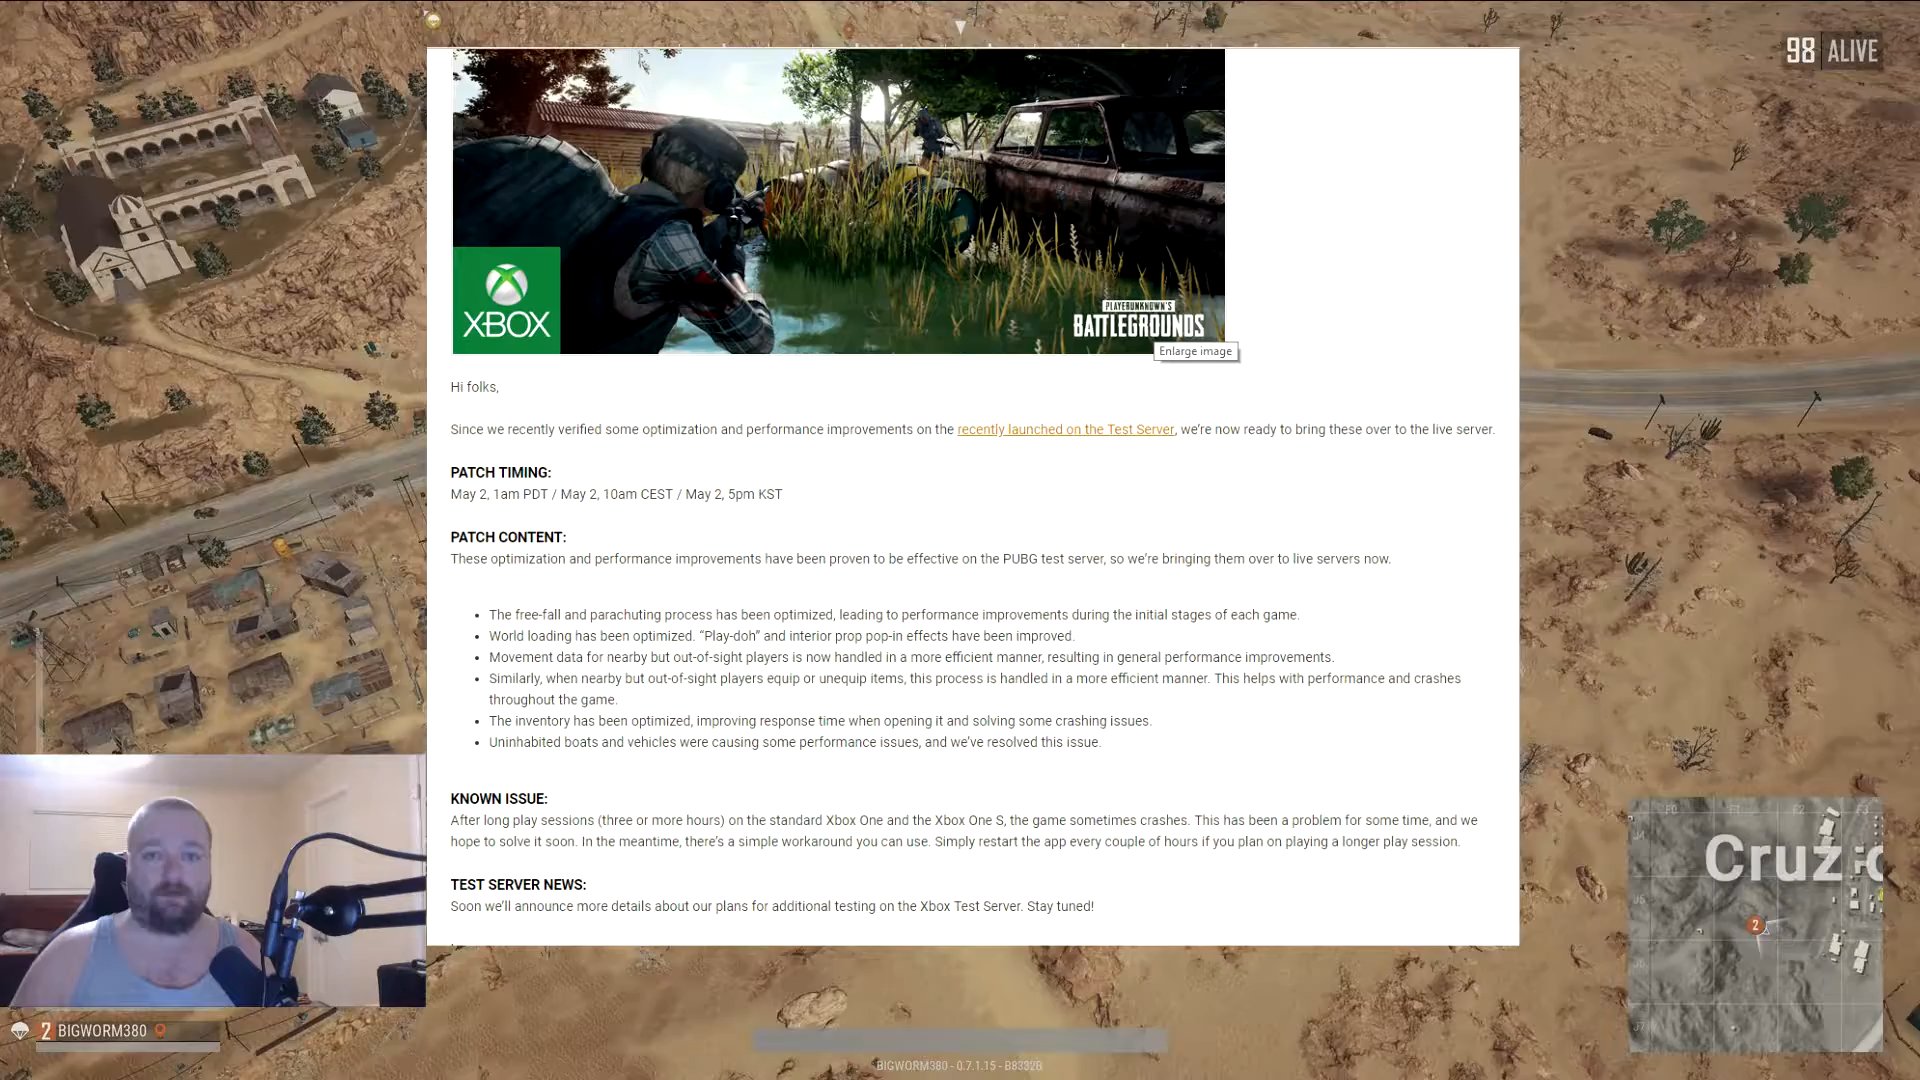 98 ALIVE
XBOX
PLAYERUNKNOWN'S
BATTLEGROUNDS
Enlarge image
Hi folks,
Since we recently verified some optimization and performance improvements on the recently launched on the Test Server, we're now ready to bring these over to the live server.
PATCH TIMING:
May 2, 1am PDT / May 2, 10am CEST / May 2, 5pm KST
PATCH CONTENT:
These optimization and performance improvements have been proven to be effective on the PUBG test server, so we're bringing them over to live servers now.
• The free-fall and parachuting process has been optimized, leading to performance improvements during the initial stages of each game.
• World loading has been optimized. “Play-doh” and interior prop pop-in effects have been improved.
• Movement data for nearby but out-of-sight players is now handled in a more efficient manner, resulting in general performance improvements.
• Similarly, when nearby but out-of-sight players equip or unequip items, this process is handled in a more efficient manner. This helps with performance and crashes
throughout the game.
• The inventory has been optimized, improving response time when opening it and solving some crashing issues.
• Uninhabited boats and vehicles were causing some performance issues, and we've resolved this issue.
KNOWN ISSUE:
After long play sessions (three or more hours) on the standard Xbox One and the Xbox One S, the game sometimes crashes. This has been a problem for some time, and we
hope to solve it soon. In the meantime, there's a simple workaround you can use. Simply restart the app every couple of hours if you plan on playing a longer play session.
TEST SERVER NEWS:
Soon we'll announce more details about our plans for additional testing on the Xbox Test Server. Stay tuned!
Cruz
2
2 BIGWORM380
BIGWORM380 - 0.7.1.15 - B83326